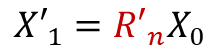 X′₁ = R′ₙX₀